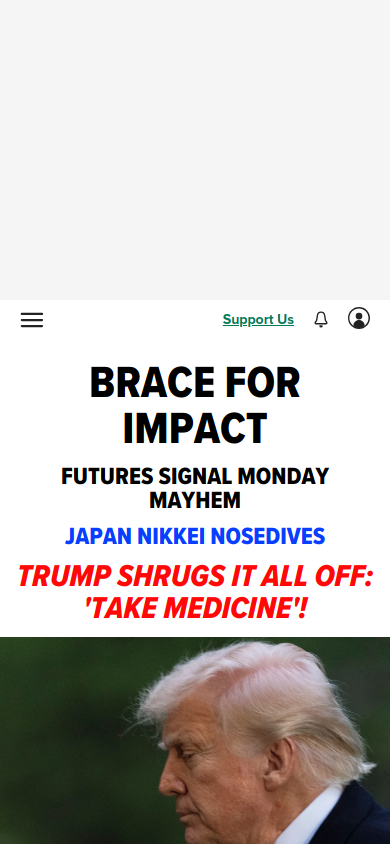 Support Us
BRACE FOR
IMPACT
FUTURES SIGNAL MONDAY
MAYHEM
JAPAN NIKKEI NOSEDIVES
TRUMP SHRUGS IT ALL OFF:
'TAKE MEDICINE'!